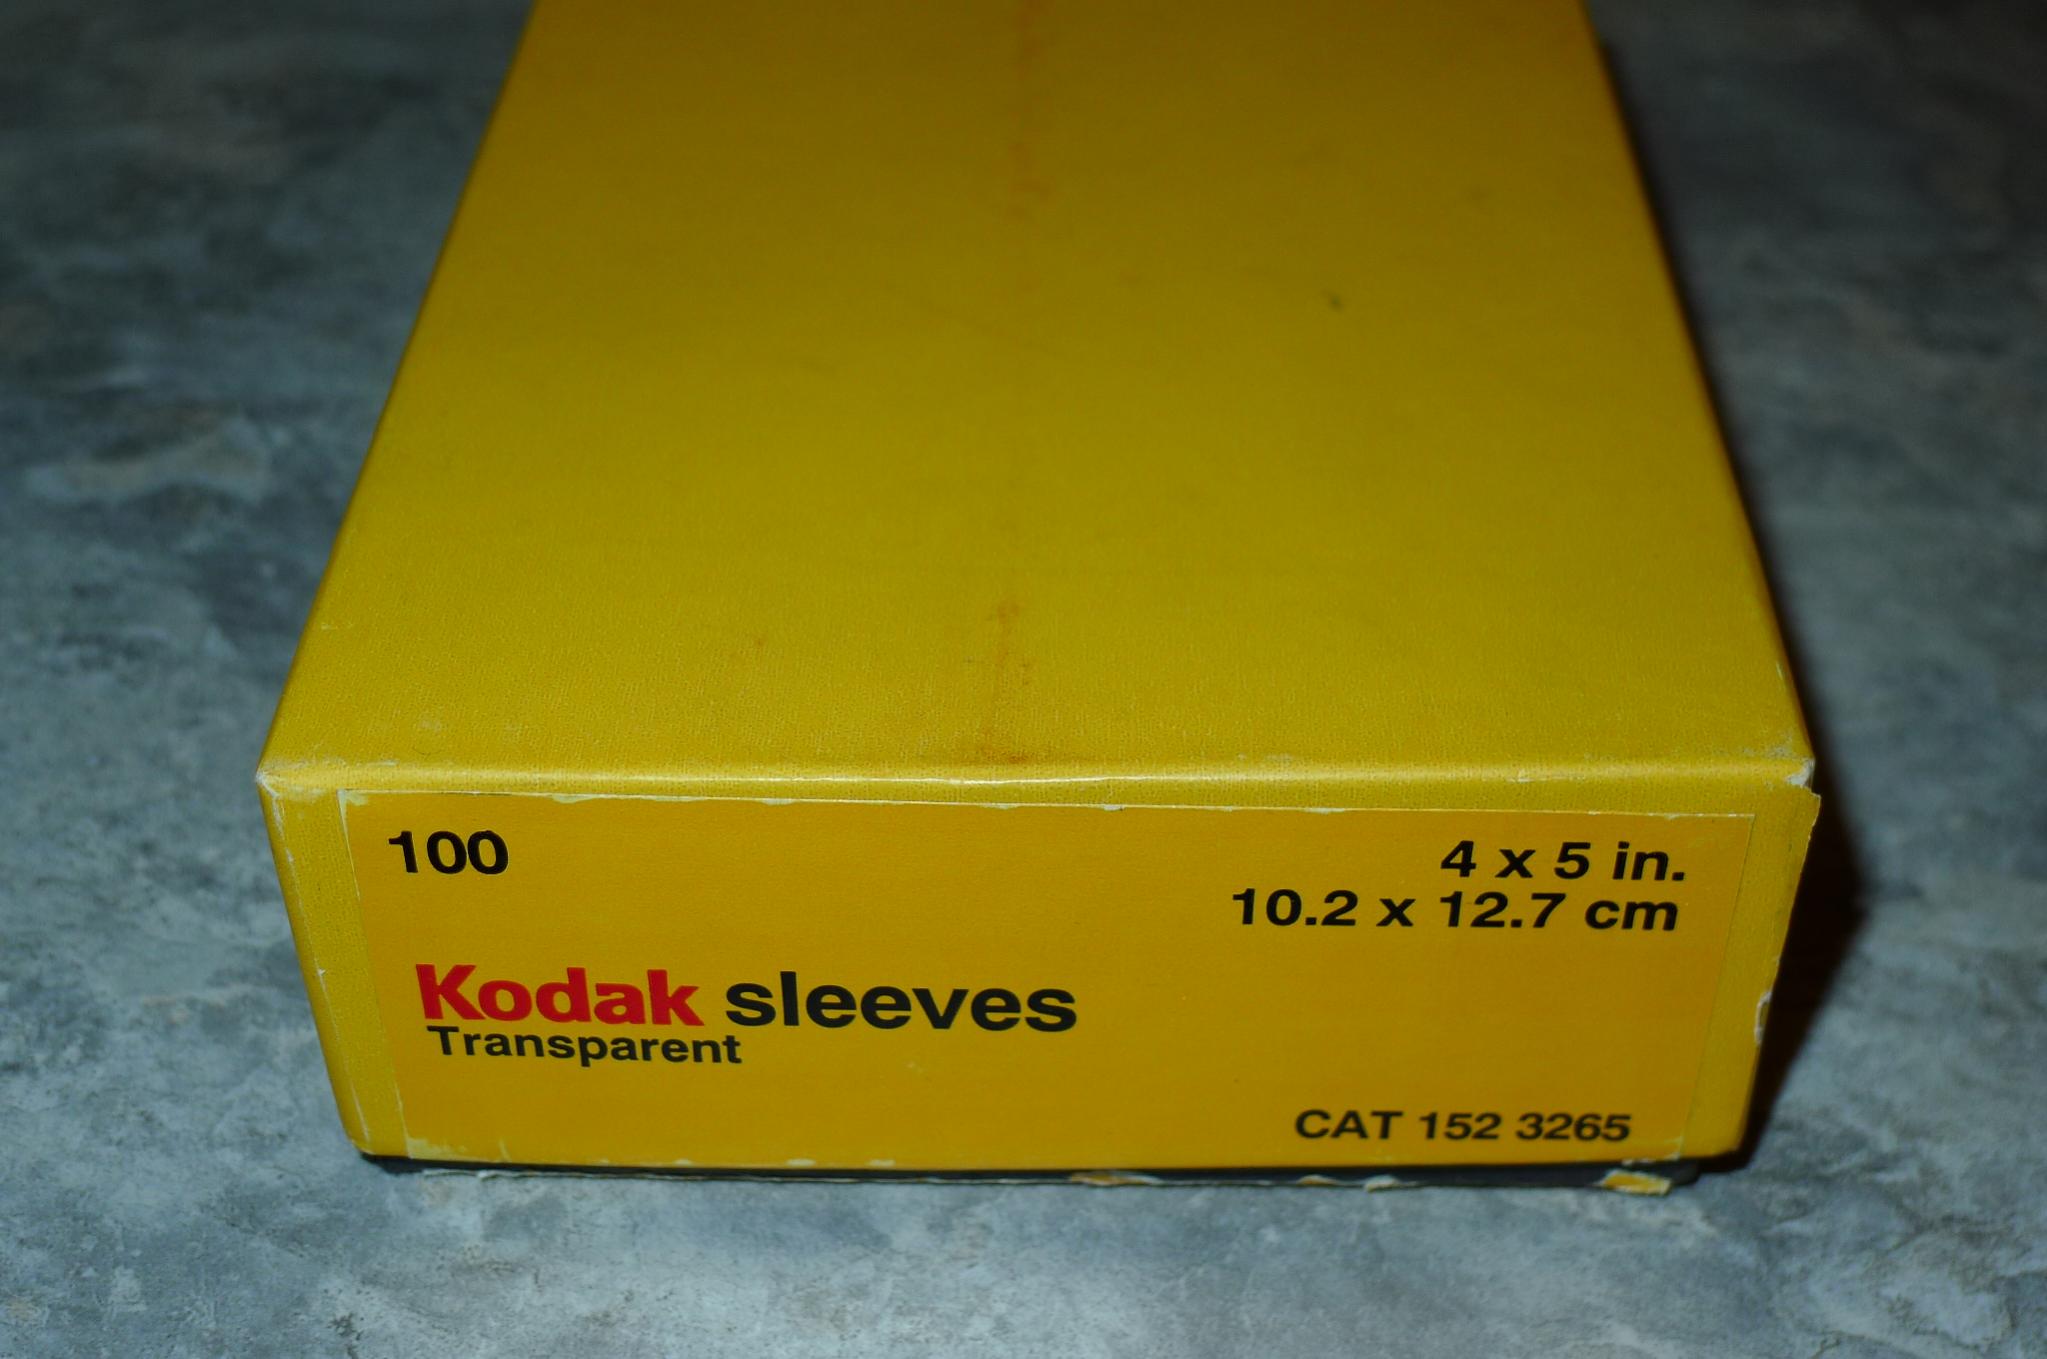 100
4 x 5 in.
10.2 x 12.7 cm
Kodak sleeves
Transparent
CAT 152 3265